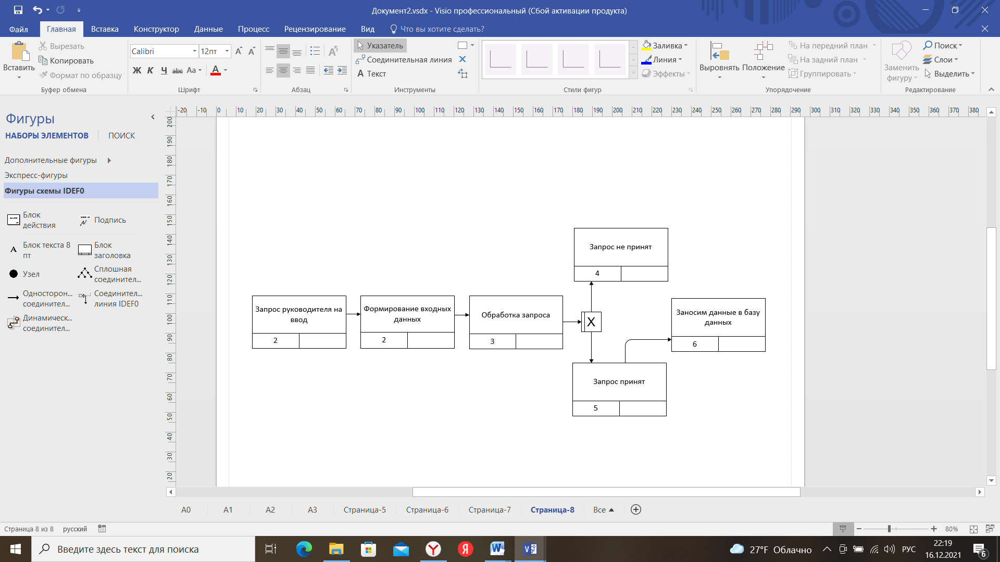 Документ2.vsdx - Visio профессиональный (Сбой активации продукта)
Файл Главная Вставка Конструктор Данные Процесс Рецензирование Вид Что вы хотите сделать?
Вставить
Вырезать
Копировать
Формат по образцу
Буфер обмена
Calibri 12пт
Ж К Ч abc Aa A
Шрифт
Абзац
Указатель
Соединительная линия
Текст
Инструменты
Стили фигур
Заливка
Линия
Эффекты
Выровнять Положение
На передний план
На задний план
Группировать
Упорядочение
Заменить
фигуру
Поиск
Слои
Выделить
Редактирование
Фигуры
НАБОРЫ ЭЛЕМЕНТОВ ПОИСК
Дополнительные фигуры
Экспресс-фигуры
Фигуры схемы IDEF0
Блок
действия
Подпись
Блок текста 8
пт
Блок
заголовка
Узел
Сплошная
соединител...
Односторон...
соединител...
Соединител...
линия IDEF0
Динамическ...
соединител...
-20 -10 0 10 20 30 40 50 60 70 80 90 100 110 120 130 140 150 160 170 180 190 200 210 220 230 240 250 260 270 280 290 300 310 320 330 340 350 360 370 380
200
190
180
170
160
150
140
130
120
110
100
90
80
70
60
50
40
30
20
Запрос не принят
4
Запрос руководителя на
ввод
2
Формирование входных
данных
2
Обработка запроса
3
X
Заносим данные в базу
данных
6
Запрос принят
5
A0 A1 A2 A3 Страница-5 Страница-6 Страница-7 Страница-8 Все
Страница 8 из 8 русский 80%
Введите здесь текст для поиска
27°F Облачно
РУС
22:19
16.12.2021
6